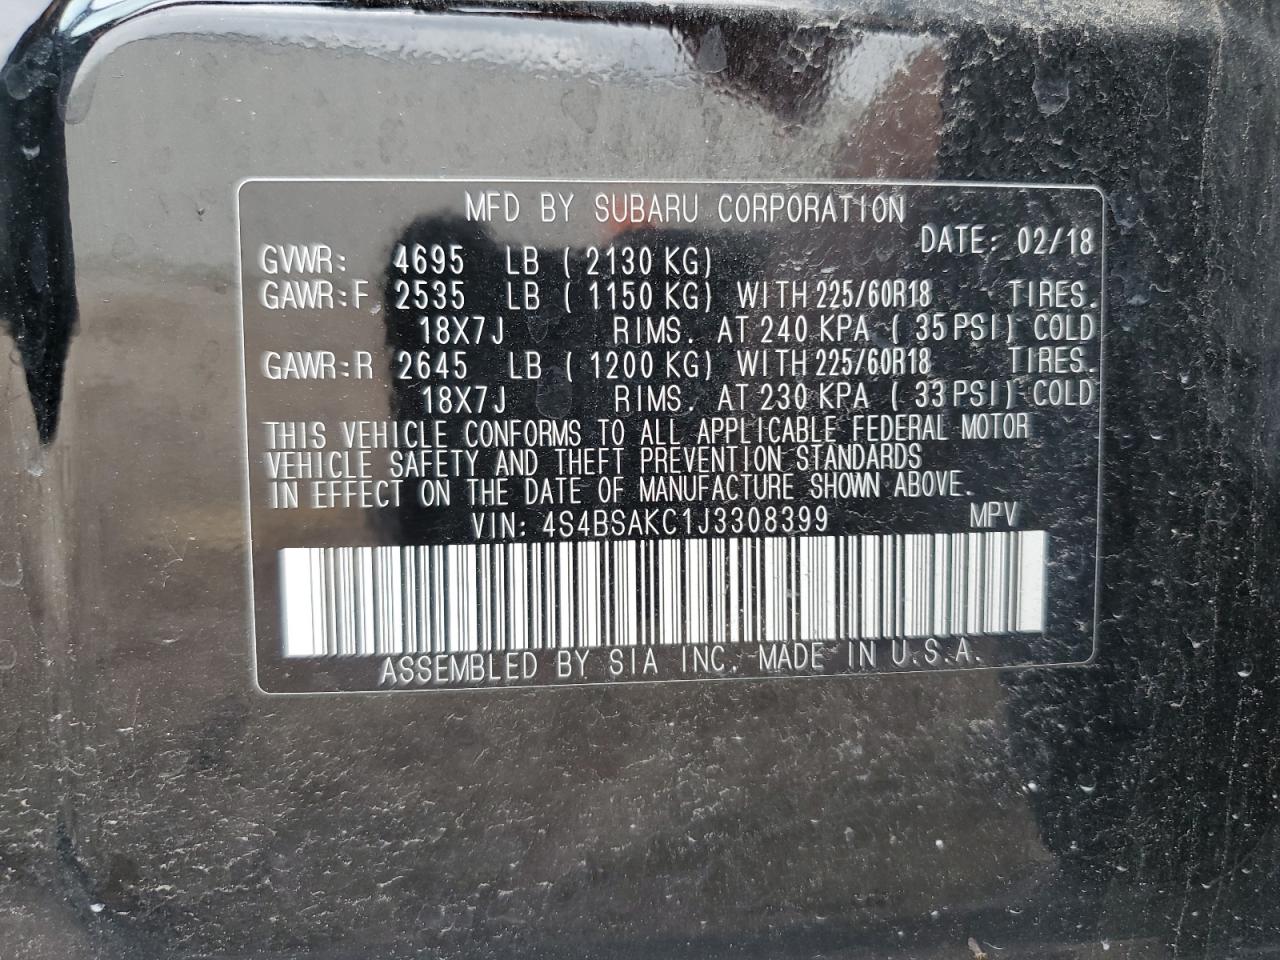 MFD BY SUBARU CORPORATION
DATE: 02/18
GVWR: 4695 LB ( 2130 KG)
GAWR:F 2535 LB ( 1150 KG) WITH 225/60R18 TIRES.
18X7J RIMS. AT 240 KPA ( 35 PSI) COLD
GAWR:R 2645 LB ( 1200 KG) WITH 225/60R18 TIRES.
18X7J RIMS. AT 230 KPA ( 33 PSI) COLD
THIS VEHICLE CONFORMS TO ALL APPLICABLE FEDERAL MOTOR
VEHICLE SAFETY AND THEFT PREVENTION STANDARDS
IN EFFECT ON THE DATE OF MANUFACTURE SHOWN ABOVE.
VIN: 4S4BSAKC1J3308399 MPV
ASSEMBLED BY SIA INC. MADE IN U.S.A.